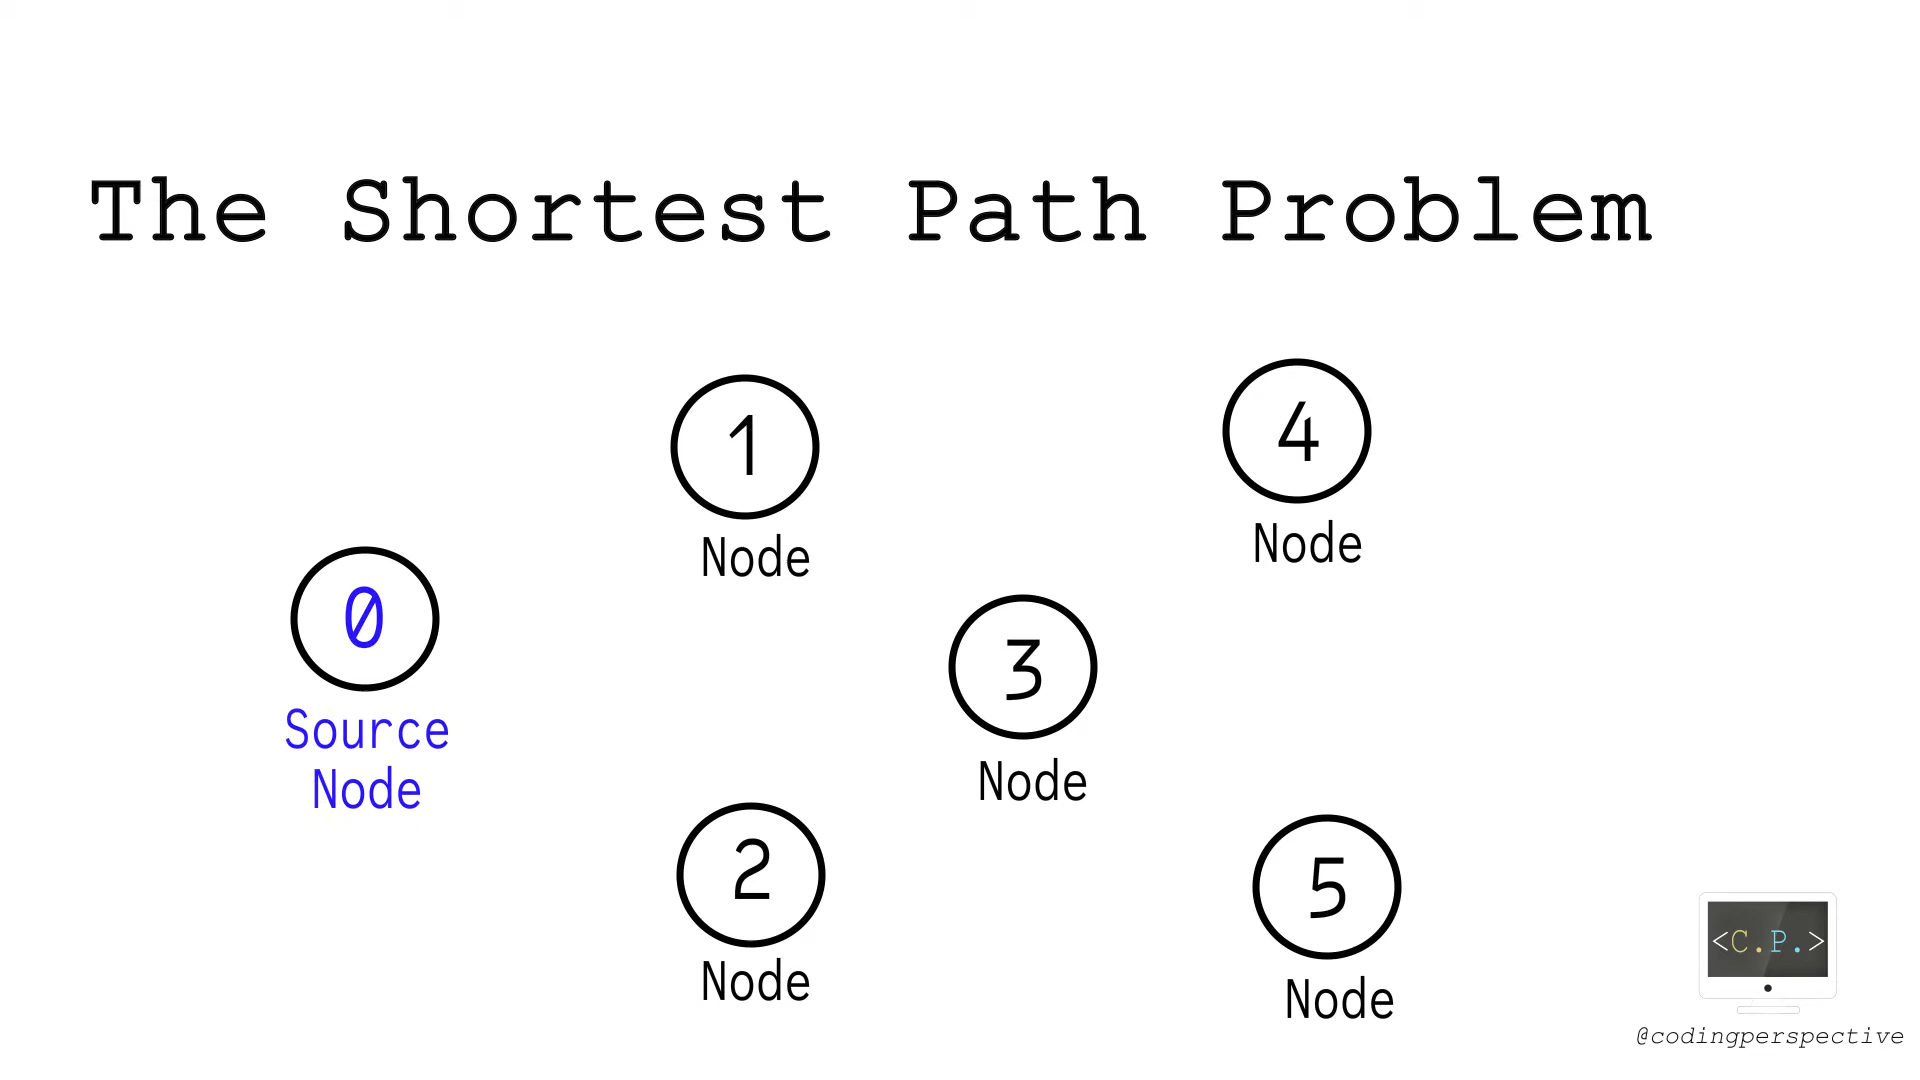 The Shortest Path Problem
1
Node
4
Node
0
Source
Node
3
Node
2
Node
5
Node
<C.P.>
@codingperspective